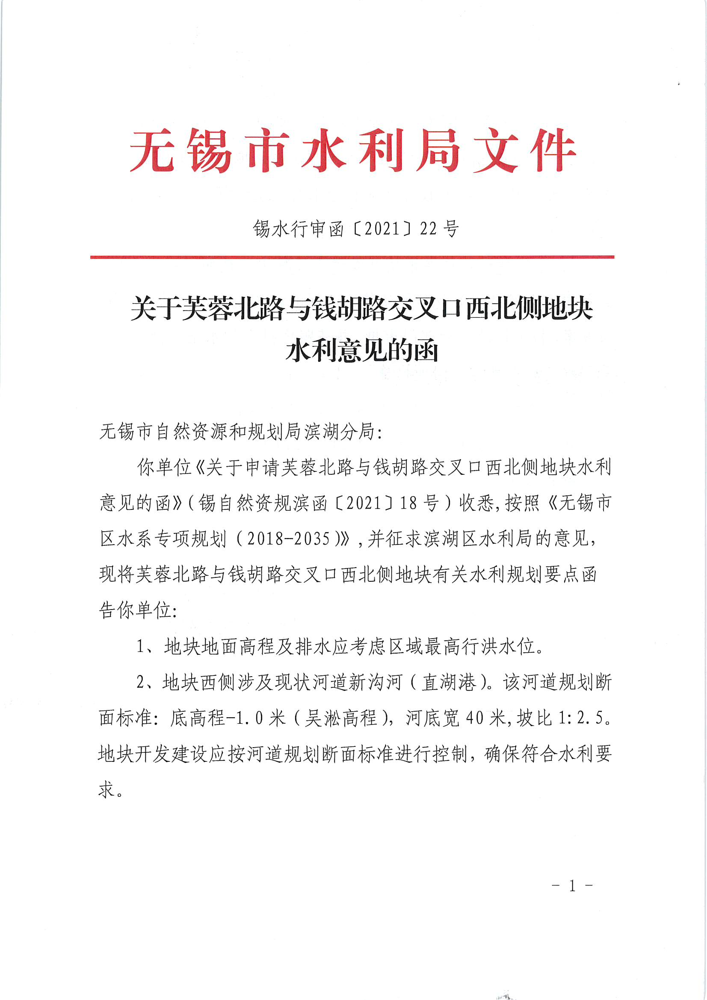 无锡市水利局文件
锡水行审函〔2021〕22号
关于芙蓉北路与钱胡路交叉口西北侧地块
水利意见的函
无锡市自然资源和规划局滨湖分局：
你单位《关于申请芙蓉北路与钱胡路交叉口西北侧地块水利
意见的函》（锡自然资规滨函〔2021〕18号）收悉，按照《无锡市
区水系专项规划（2018-2035）》，并征求滨湖区水利局的意见，
现将芙蓉北路与钱胡路交叉口西北侧地块有关水利规划要点函
告你单位：
1、地块地面高程及排水应考虑区域最高行洪水位。
2、地块西侧涉及现状河道新沟河（直湖港）。该河道规划断
面标准：底高程-1.0米（吴淞高程），河底宽40米，坡比1:2.5。
地块开发建设应按河道规划断面标准进行控制，确保符合水利要
求。
- 1 -